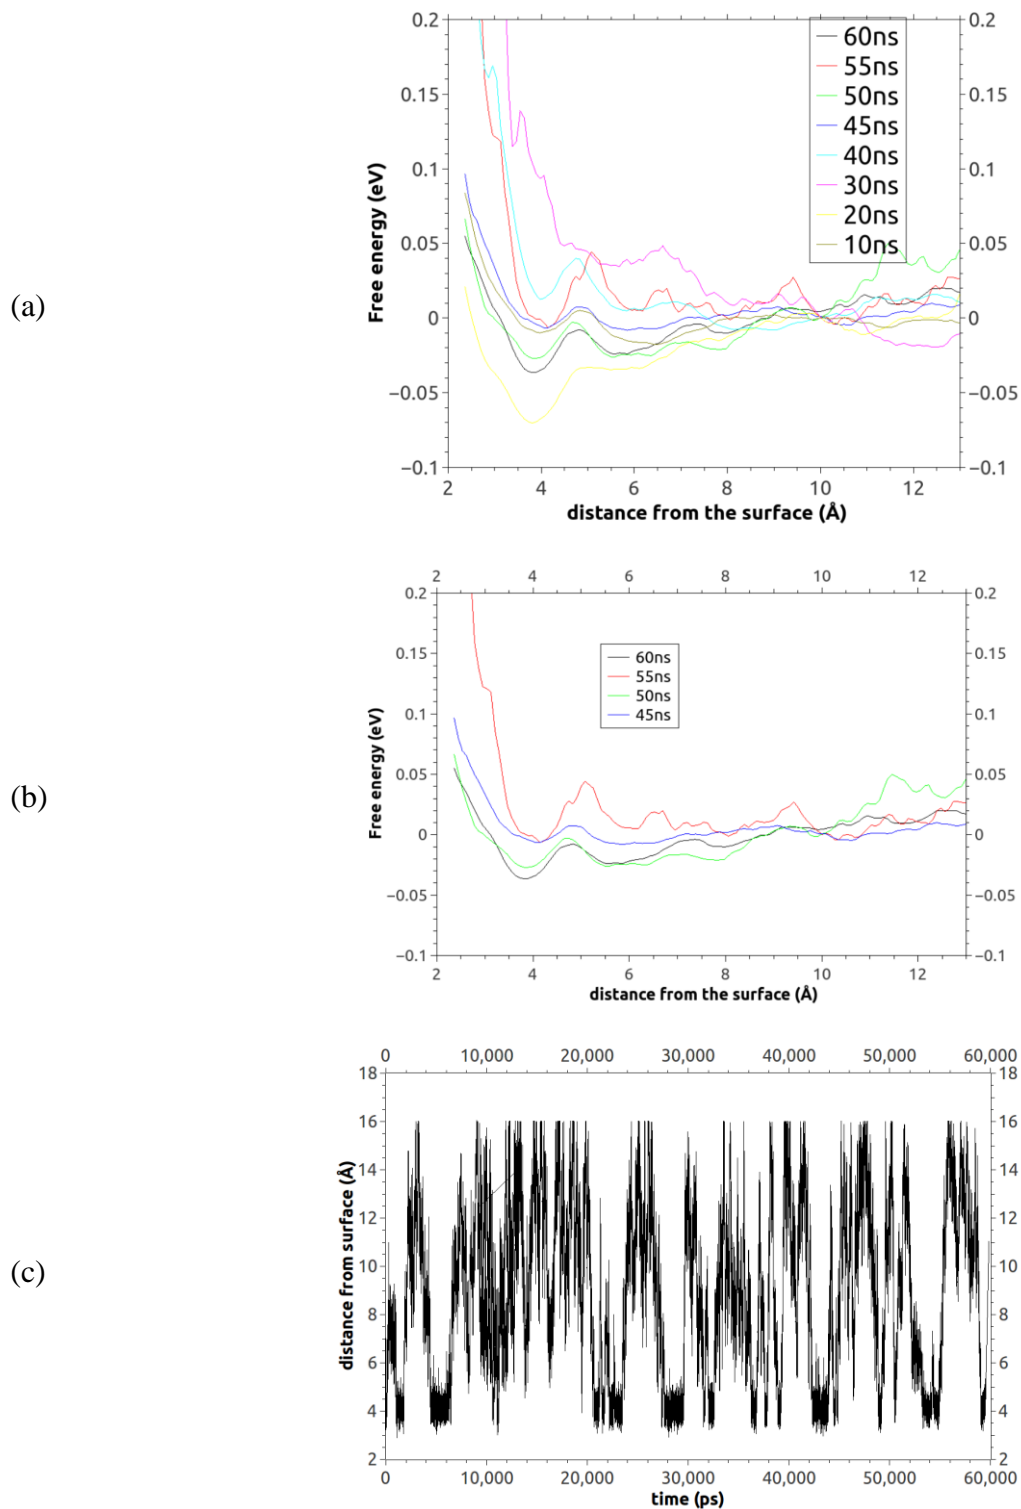 (a)
Free energy (eV)
0.2
0.15
0.1
0.05
0
−0.05
−0.1
0.2
0.15
0.1
0.05
0
−0.05
−0.1
60ns
55ns
50ns
45ns
40ns
30ns
20ns
10ns
2 4 6 8 10 12
distance from the surface (Å)
(b)
2 4 6 8 10 12
Free energy (eV)
0.2
0.15
0.1
0.05
0
−0.05
−0.1
0.2
0.15
0.1
0.05
0
−0.05
−0.1
60ns
55ns
50ns
45ns
2 4 6 8 10 12
distance from the surface (Å)
(c)
0 10,000 20,000 30,000 40,000 50,000 60,000
distance from surface (Å)
18
16
14
12
10
8
6
4
2
18
16
14
12
10
8
6
4
2
0 10,000 20,000 30,000 40,000 50,000 60,000
time (ps)